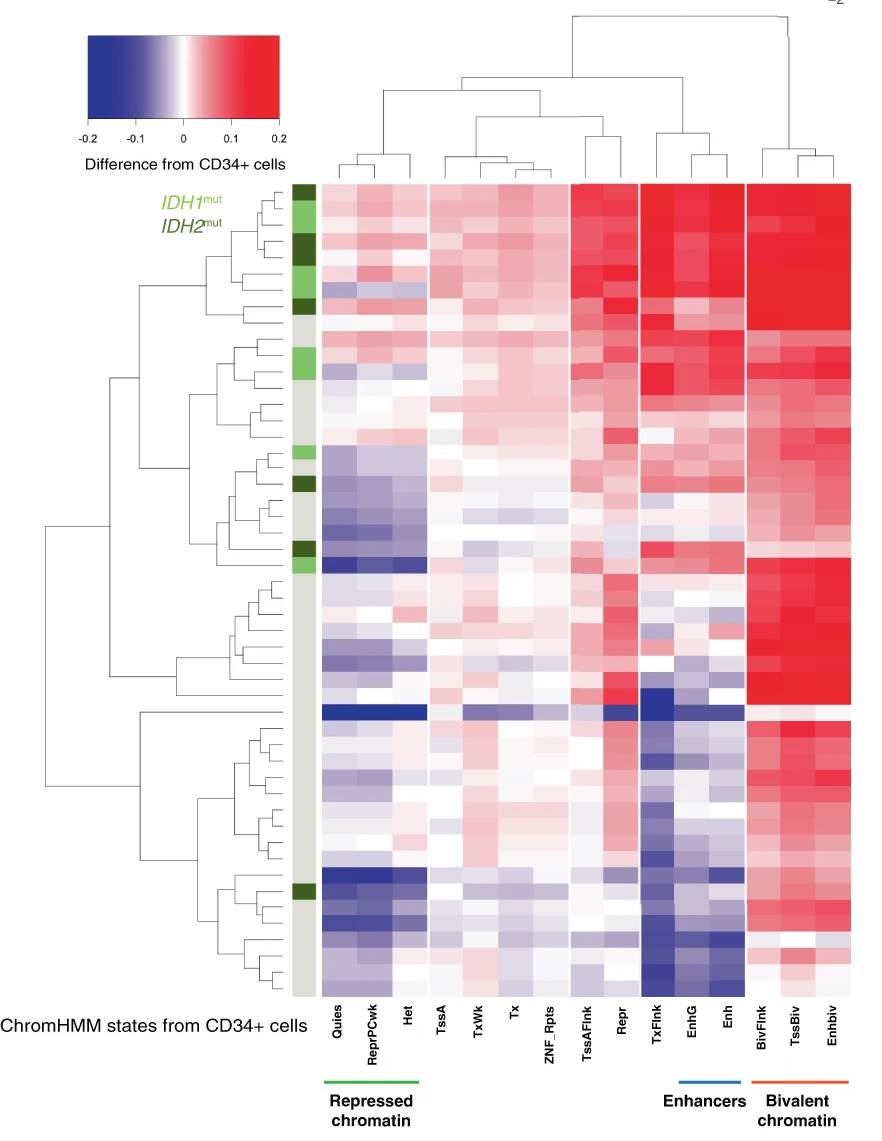 -0.2 -0.1 0 0.1 0.2
Difference from CD34+ cells
IDH1mut
IDH2mut
ChromHMM states from CD34+ cells
Quies
ReprPCwk
Het
TssA
TxWk
Tx
ZNF_Rpts
TssAFlnk
Repr
TxFlnk
EnhG
Enh
BivFlnk
TssBiv
Enhbiv
Repressed
chromatin
Enhancers
Bivalent
chromatin